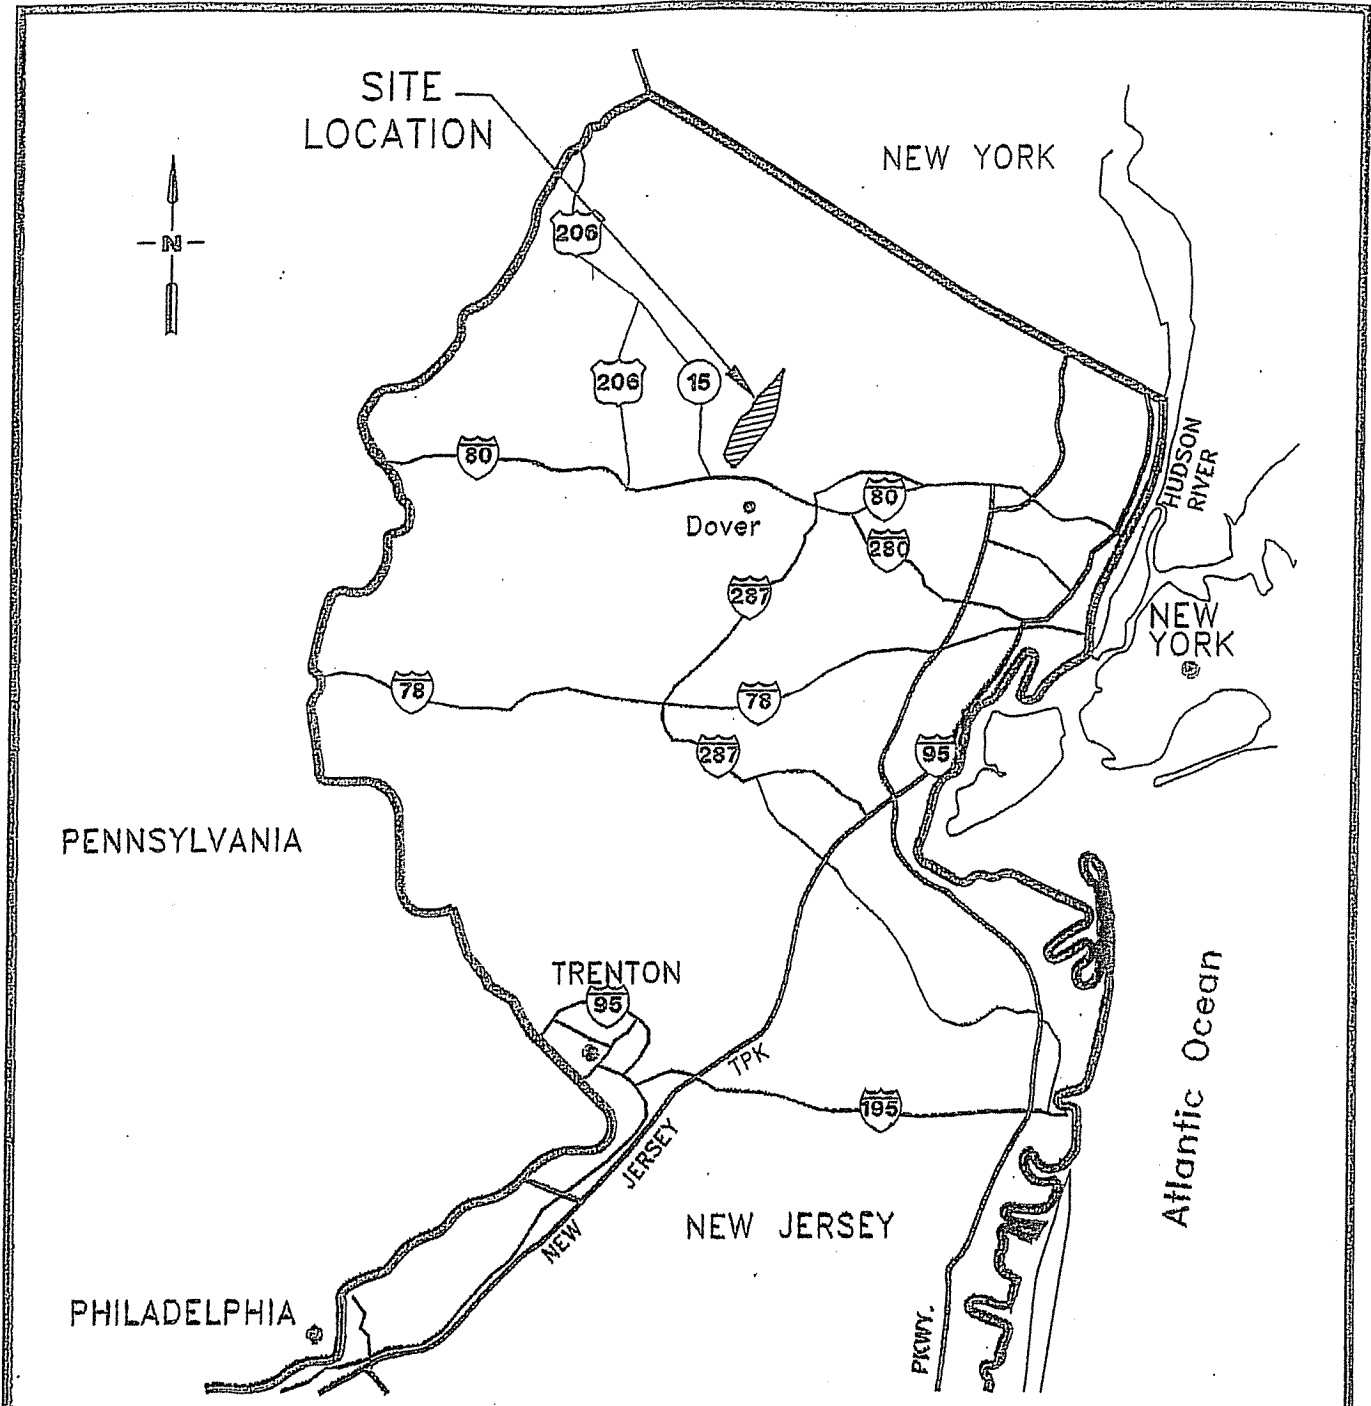 SITE
LOCATION
NEW YORK
N
206
206
15
80
HUDSON
RIVER
80
Dover
280
287
NEW
YORK
78
78
287
95
PENNSYLVANIA
TRENTON
95
Atlantic Ocean
TPK
195
JERSEY
NEW
NEW JERSEY
PHILADELPHIA
PKWY.